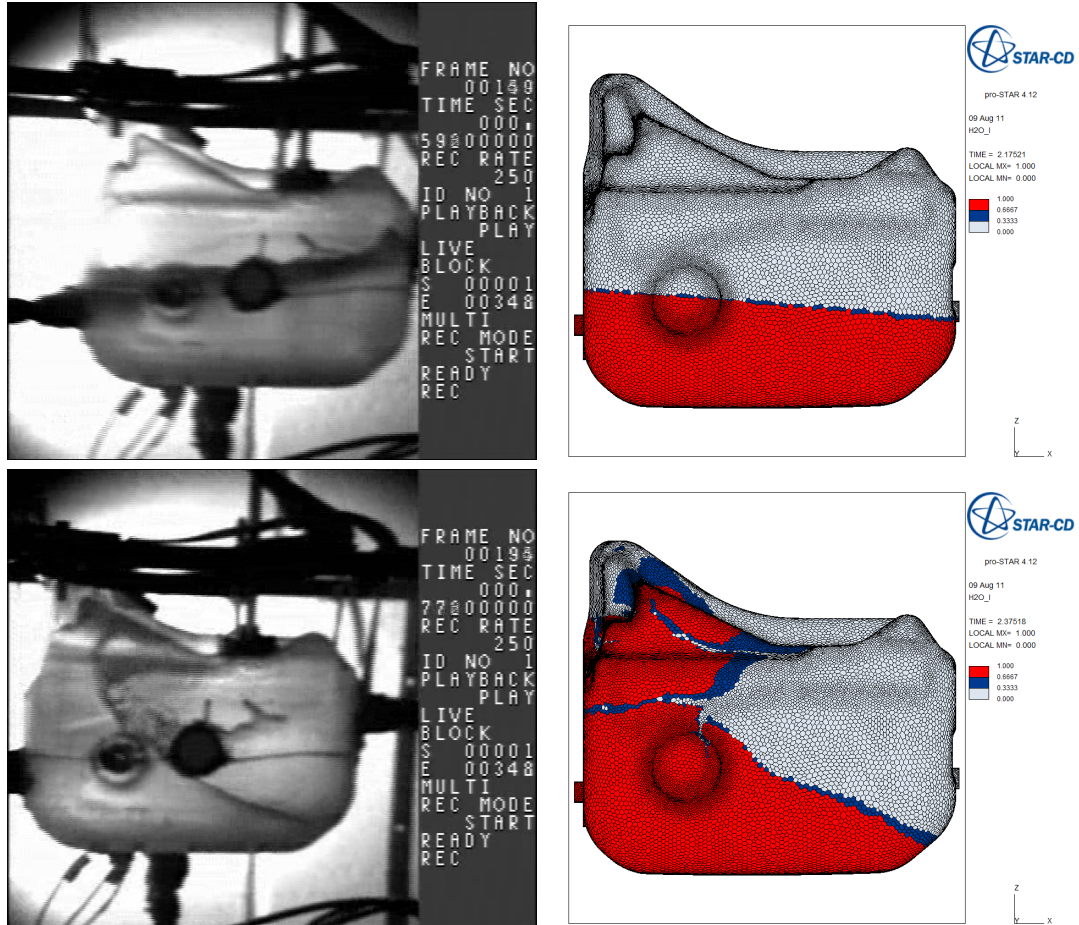 FRAME NO
TIME SEC
000.
REC RATE
250
ID NO 1
PLAYBACK
PLAY
LIVE
BLOCK
S 00001
E 00348
MULTI
REC MODE
START
READY
REC
STAR-CD
pro-STAR 4.12
09 Aug 11
H2O_l
TIME = 2.17521
LOCAL MX= 1.000
LOCAL MN= 0.000
1.000
0.6667
0.3333
0.000
Z
Y X
FRAME NO
TIME SEC
000.
REC RATE
250
ID NO 1
PLAYBACK
PLAY
LIVE
BLOCK
S 00001
E 00348
MULTI
REC MODE
START
READY
REC
STAR-CD
pro-STAR 4.12
09 Aug 11
H2O_l
TIME = 2.37518
LOCAL MX= 1.000
LOCAL MN= 0.000
1.000
0.6667
0.3333
0.000
Z
Y X